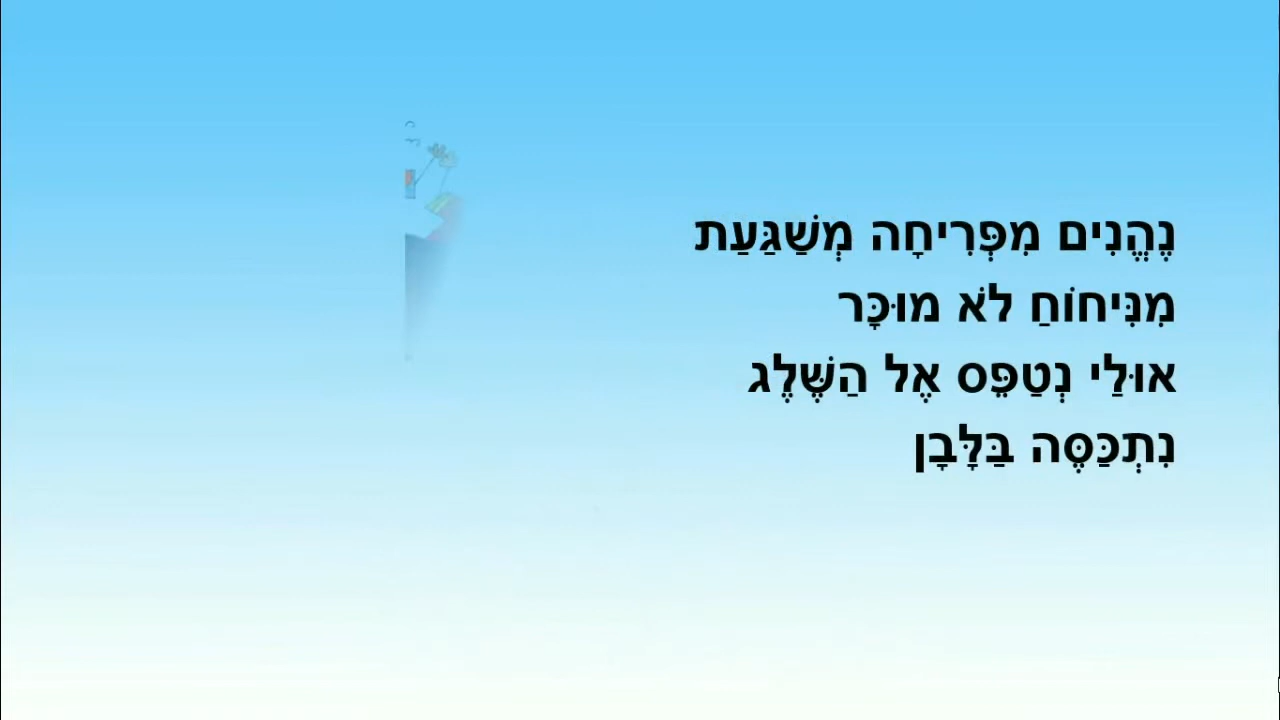 נֶהֱנִים מִפְּרִיחָה מְשַׁגַּעַת
מִנִּיחוֹחַ לֹא מוּכָּר
אוּלַי נְטַפֵּס אֶל הַשֶּׁלֶג
נִתְכַּסֶּה בַּלָּבָן